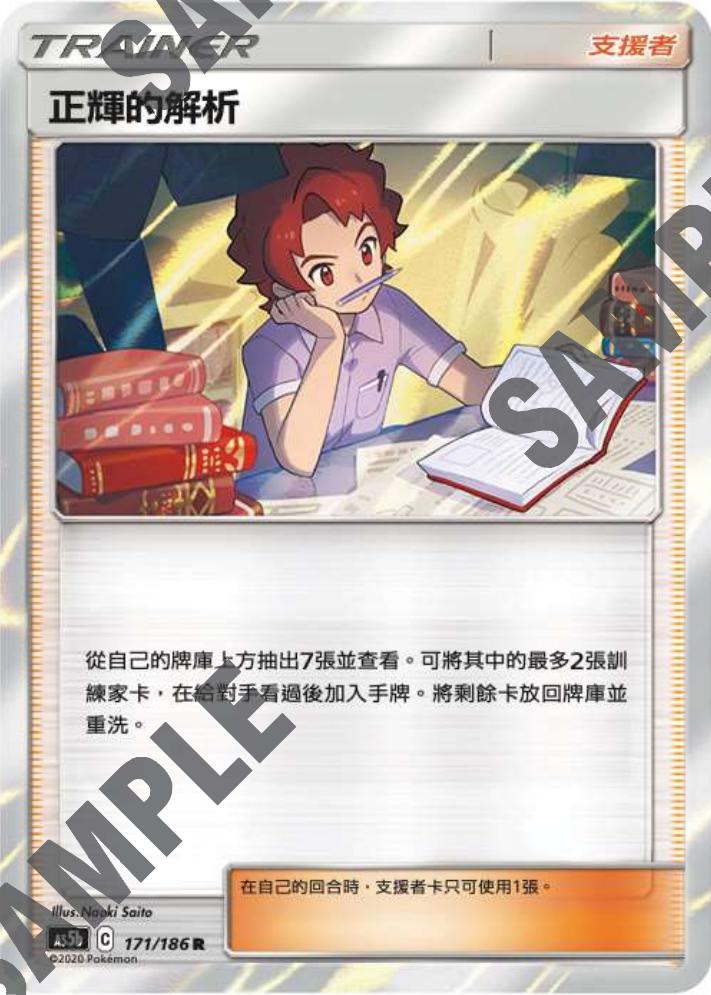 TRAINER
支援者
正輝的解析
從自己的牌庫上方抽出7張並查看。可將其中的最多2張訓
練家卡,在給對手看過後加入手牌。將剩餘卡放回牌庫並
重洗。
在自己的回合時,支援者卡只可使用1張。
Illus. Naoki Saito
AS5b C 171/186 R
©2020 Pokémon
SAMPLE
SAMPLE
SAMPLE